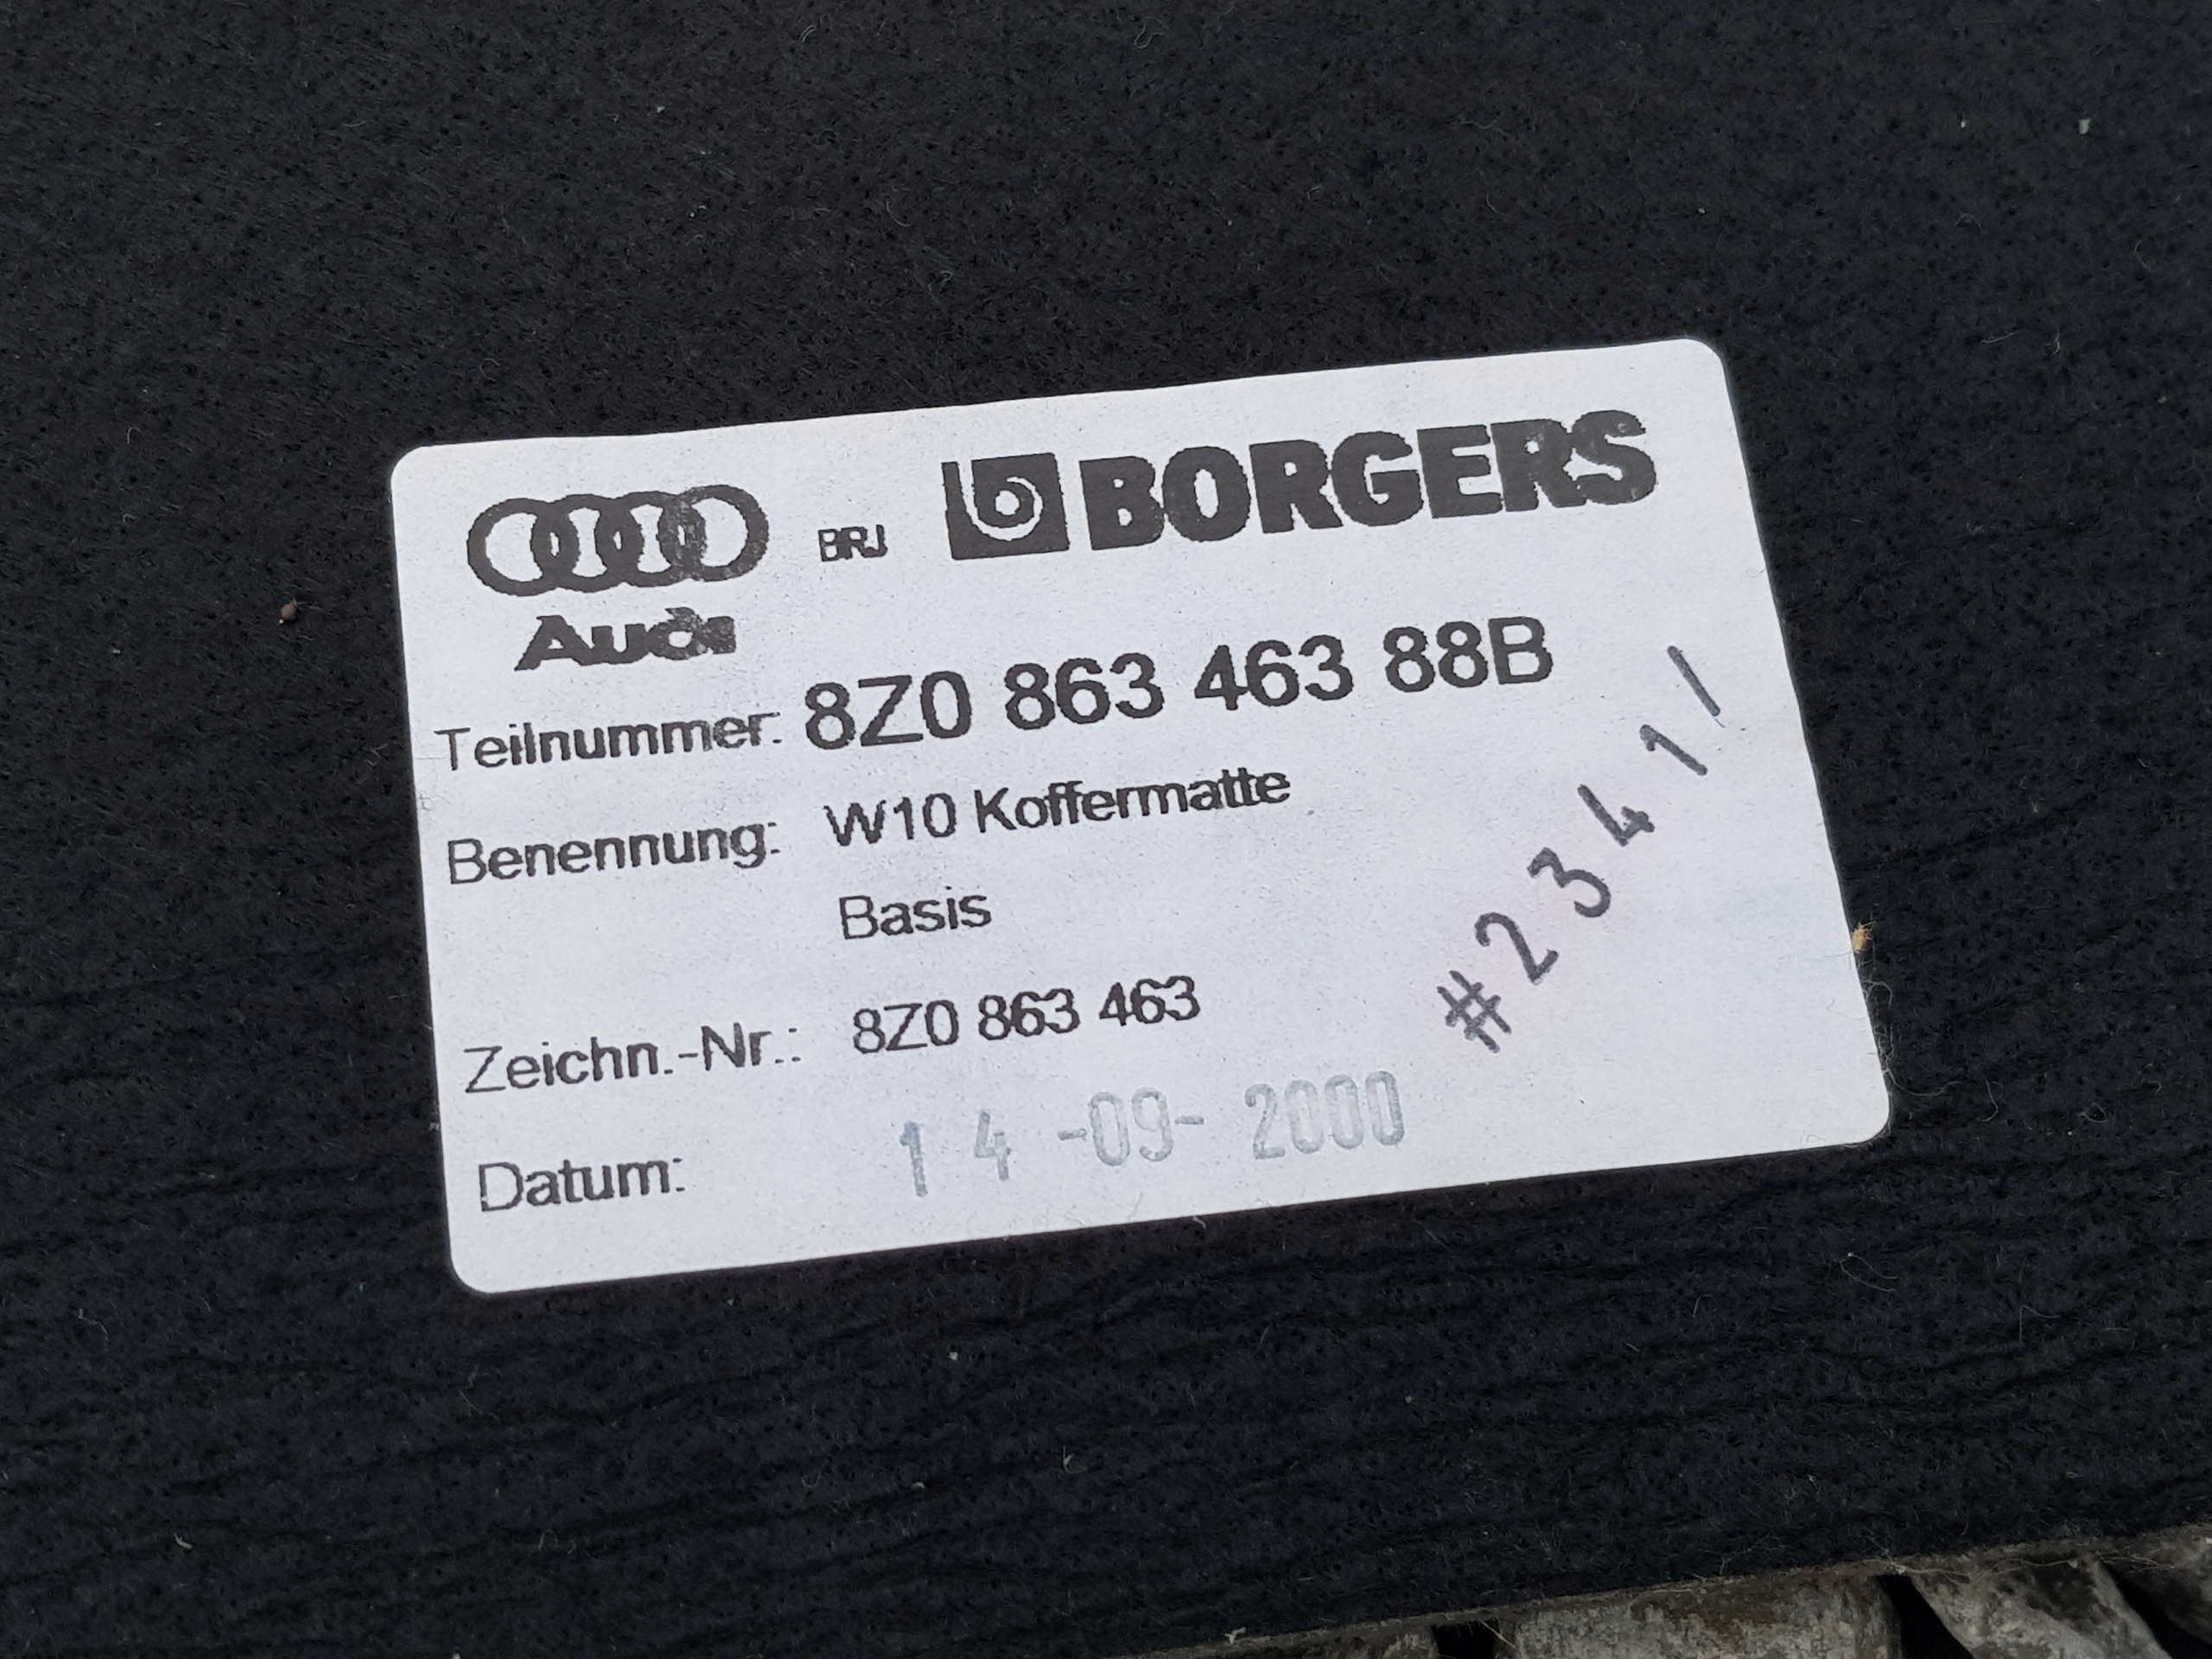 BRJ BORGERS
Audi
Teilnummer: 8Z0 863 463 88B
Benennung: W10 Koffermatte
Basis
Zeichn.-Nr.: 8Z0 863 463
Datum: 14 -09- 2000
#2341/